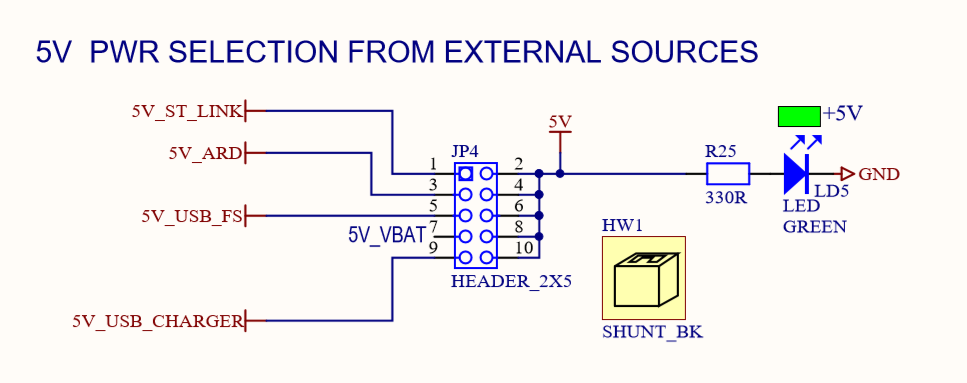 5V PWR SELECTION FROM EXTERNAL SOURCES
5V_ST_LINK
5V_ARD
5V_USB_FS
5V_VBAT
5V_USB_CHARGER
JP4
1 2
3 4
5 6
7 8
9 10
HEADER_2X5
5V
R25
330R
+5V
LD5
LED
GREEN
GND
HW1
SHUNT_BK